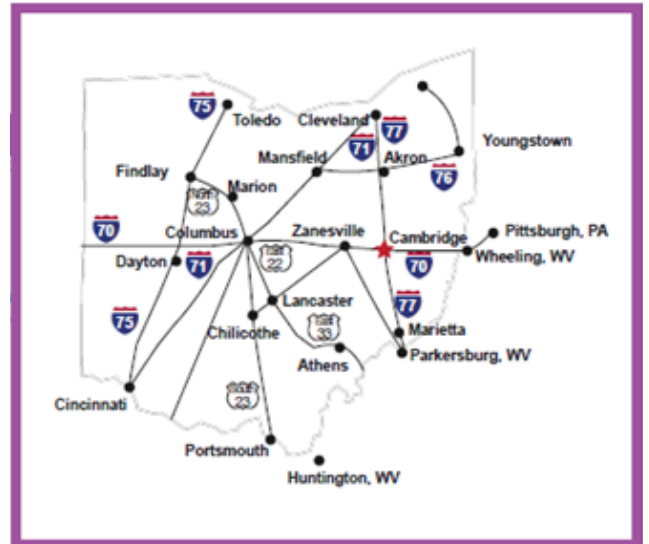 75
Toledo
Cleveland
77
71
Youngstown
Mansfield
Akron
76
Findlay
Marion
23
70
Columbus
Zanesville
Cambridge
Pittsburgh, PA
Dayton
71
22
70
Wheeling, WV
75
Lancaster
77
Chilicothe
33
Marietta
Athens
Parkersburg, WV
23
Cincinnati
Portsmouth
Huntington, WV